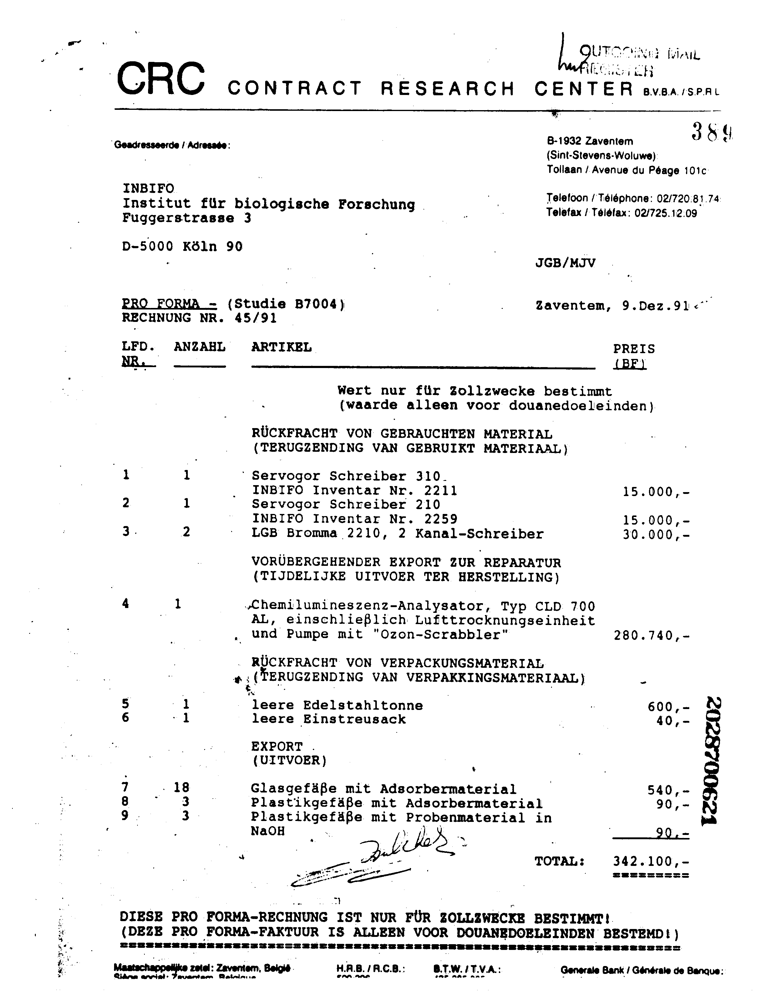 OUTGOING MAIL
REGISTER
CRC CONTRACT RESEARCH CENTER B.V.B.A. / S.P.R.L
389
Geadresseerde / Adressée:
B-1932 Zaventem
(Sint-Stevens-Woluwe)
Tollaan / Avenue du Péage 101c
INBIFO
Institut für biologische Forschung
Fuggerstrasse 3
Telefoon / Téléphone: 02/720.81.74
Telefax / Téléfax: 02/725.12.09
D-5000 Köln 90
JGB/MJV
PRO FORMA - (Studie B7004) Zaventem, 9.Dez.91
RECHNUNG NR. 45/91
LFD. ANZAHL ARTIKEL PREIS
NR. (BF)
Wert nur für Zollzwecke bestimmt
(waarde alleen voor douanedoeleinden)
RÜCKFRACHT VON GEBRAUCHTEN MATERIAL
(TERUGZENDING VAN GEBRUIKT MATERIAAL)
1 1 Servogor Schreiber 310
INBIFO Inventar Nr. 2211 15.000,-
2 1 Servogor Schreiber 210
INBIFO Inventar Nr. 2259 15.000,-
3 2 LGB Bromma 2210, 2 Kanal-Schreiber 30.000,-
VORÜBERGEHENDER EXPORT ZUR REPARATUR
(TIJDELIJKE UITVOER TER HERSTELLING)
4 1 Chemilumineszenz-Analysator, Typ CLD 700
AL, einschließlich Lufttrocknungseinheit
und Pumpe mit "Ozon-Scrabbler" 280.740,-
RÜCKFRACHT VON VERPACKUNGSMATERIAL
(TERUGZENDING VAN VERPAKKINGSMATERIAAL)
5 1 leere Edelstahltonne 600,-
6 1 leere Einstreusack 40,-
EXPORT
(UITVOER)
7 18 Glasgefäße mit Adsorbermaterial 540,-
8 3 Plastikgefäße mit Adsorbermaterial 90,-
9 3 Plastikgefäße mit Probenmaterial in
NaOH 90,-
TOTAL: 342.100,-
=========
2028700621
DIESE PRO FORMA-RECHNUNG IST NUR FÜR ZOLLZWECKE BESTIMMT!
(DEZE PRO FORMA-FAKTUUR IS ALLEEN VOOR DOUANEDOELEINDEN BESTEMD!)
Maatschappelijke zetel: Zaventem, België H.R.B. / R.C.B.: B.T.W. / T.V.A.: Generale Bank / Générale de Banque:
Siège social: Zaventem, Belgique